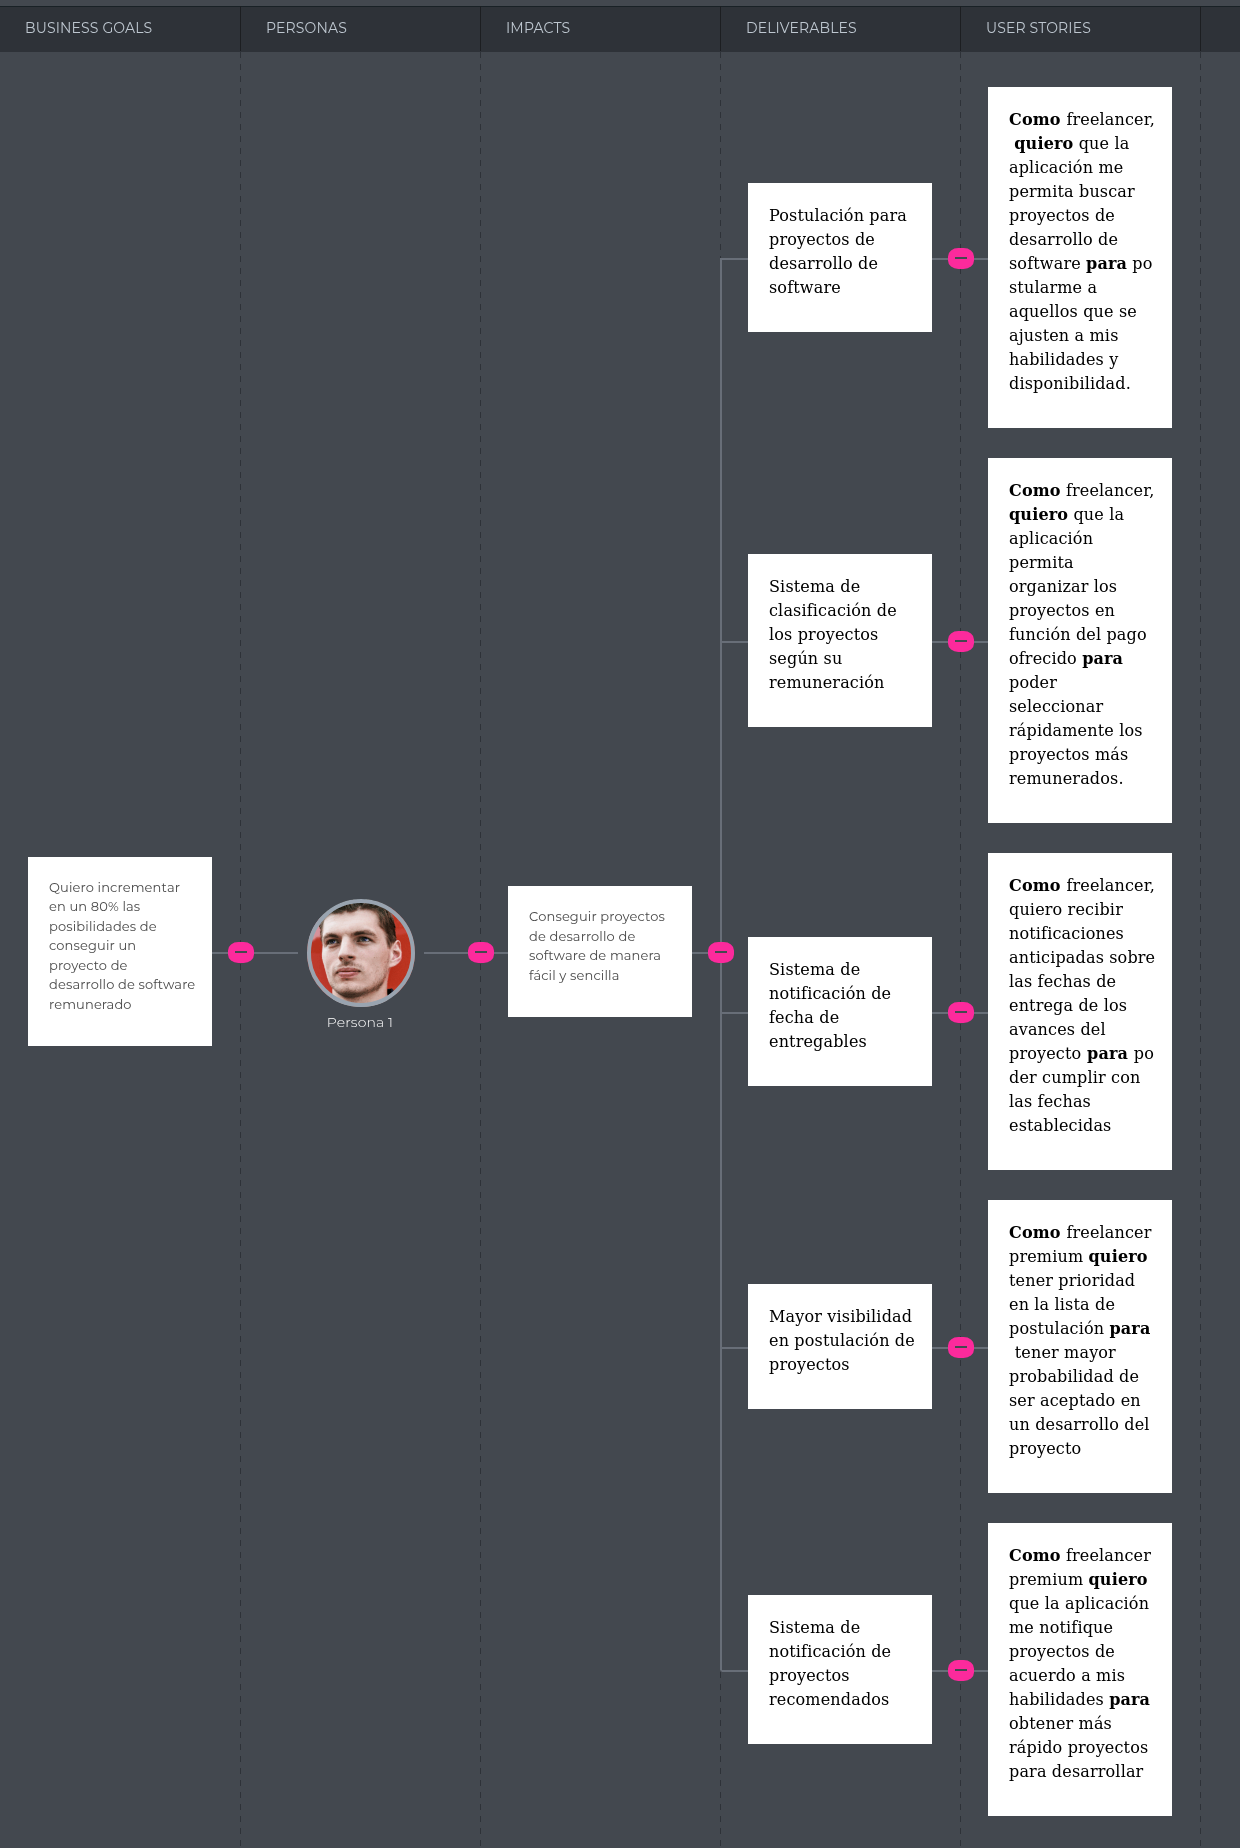 BUSINESS GOALS
PERSONAS
IMPACTS
DELIVERABLES
USER STORIES
Quiero incrementar
en un 80% las
posibilidades de
conseguir un
proyecto de
desarrollo de software
remunerado
Persona 1
Conseguir proyectos
de desarrollo de
software de manera
fácil y sencilla
Postulación para
proyectos de
desarrollo de
software
Como freelancer,
quiero que la
aplicación me
permita buscar
proyectos de
desarrollo de
software para po
stularme a
aquellos que se
ajusten a mis
habilidades y
disponibilidad.
Sistema de
clasificación de
los proyectos
según su
remuneración
Como freelancer,
quiero que la
aplicación
permita
organizar los
proyectos en
función del pago
ofrecido para
poder
seleccionar
rápidamente los
proyectos más
remunerados.
Sistema de
notificación de
fecha de
entregables
Como freelancer,
quiero recibir
notificaciones
anticipadas sobre
las fechas de
entrega de los
avances del
proyecto para po
der cumplir con
las fechas
establecidas
Mayor visibilidad
en postulación de
proyectos
Como freelancer
premium quiero
tener prioridad
en la lista de
postulación para
tener mayor
probabilidad de
ser aceptado en
un desarrollo del
proyecto
Sistema de
notificación de
proyectos
recomendados
Como freelancer
premium quiero
que la aplicación
me notifique
proyectos de
acuerdo a mis
habilidades para
obtener más
rápido proyectos
para desarrollar